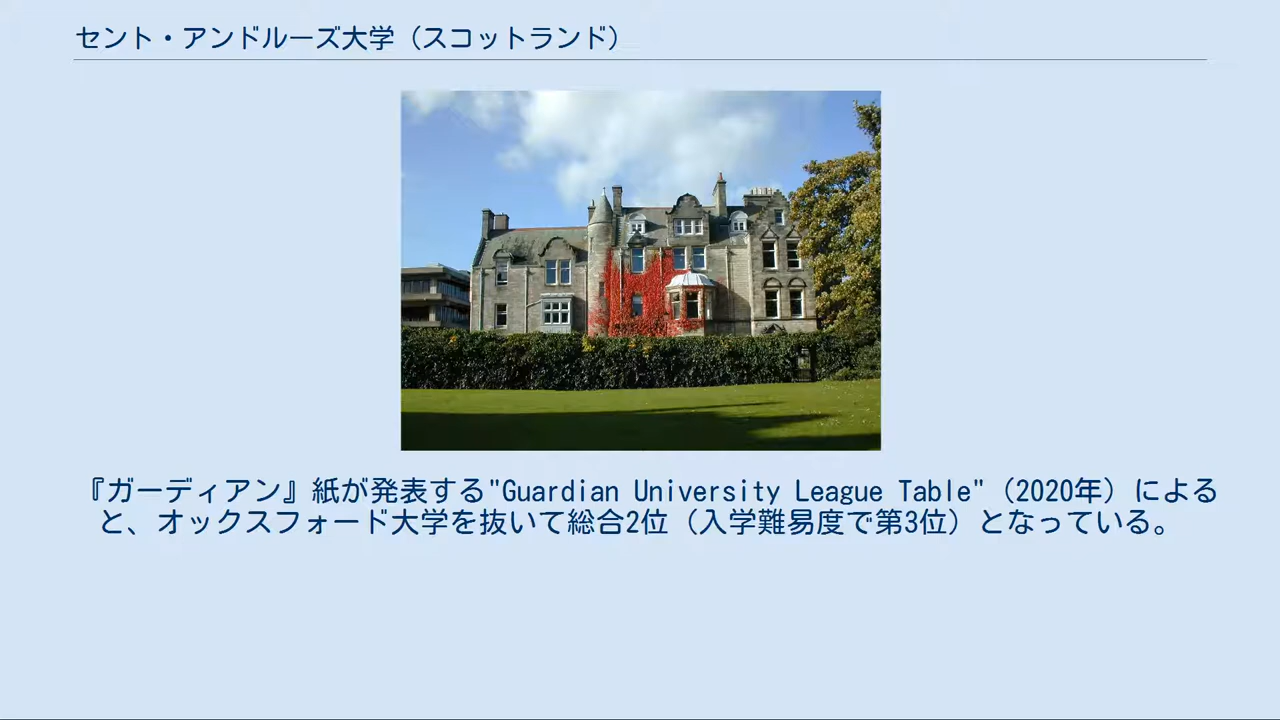 セント・アンドルーズ大学（スコットランド）
『ガーディアン』紙が発表する"Guardian University League Table"（2020年）による
と、オックスフォード大学を抜いて総合2位（入学難易度で第3位）となっている。